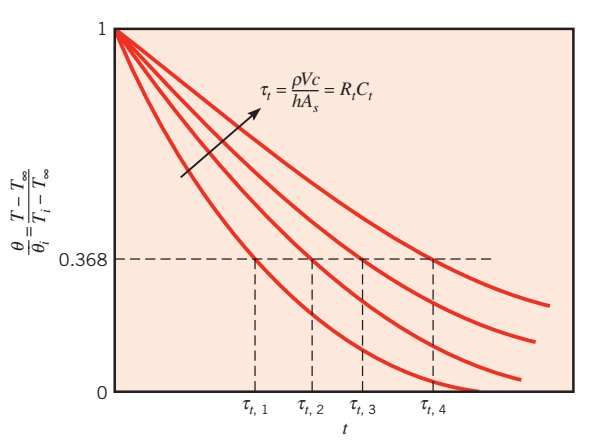 1
τt = ρVc/hAs = RtCt
θ/θi = T − T∞/Ti − T∞
0.368
0
τt, 1 τt, 2 τt, 3 τt, 4
t